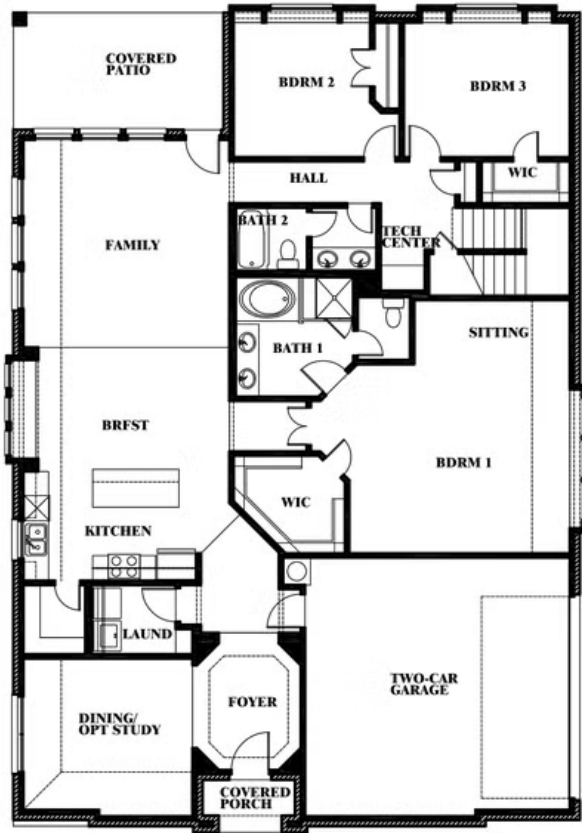 COVERED
PATIO
BDRM 2
BDRM 3
HALL
WIC
BATH 2
TECH
CENTER
FAMILY
SITTING
BATH 1
BRFST
BDRM 1
WIC
KITCHEN
LAUND
TWO-CAR
GARAGE
FOYER
DINING/
OPT STUDY
COVERED
PORCH